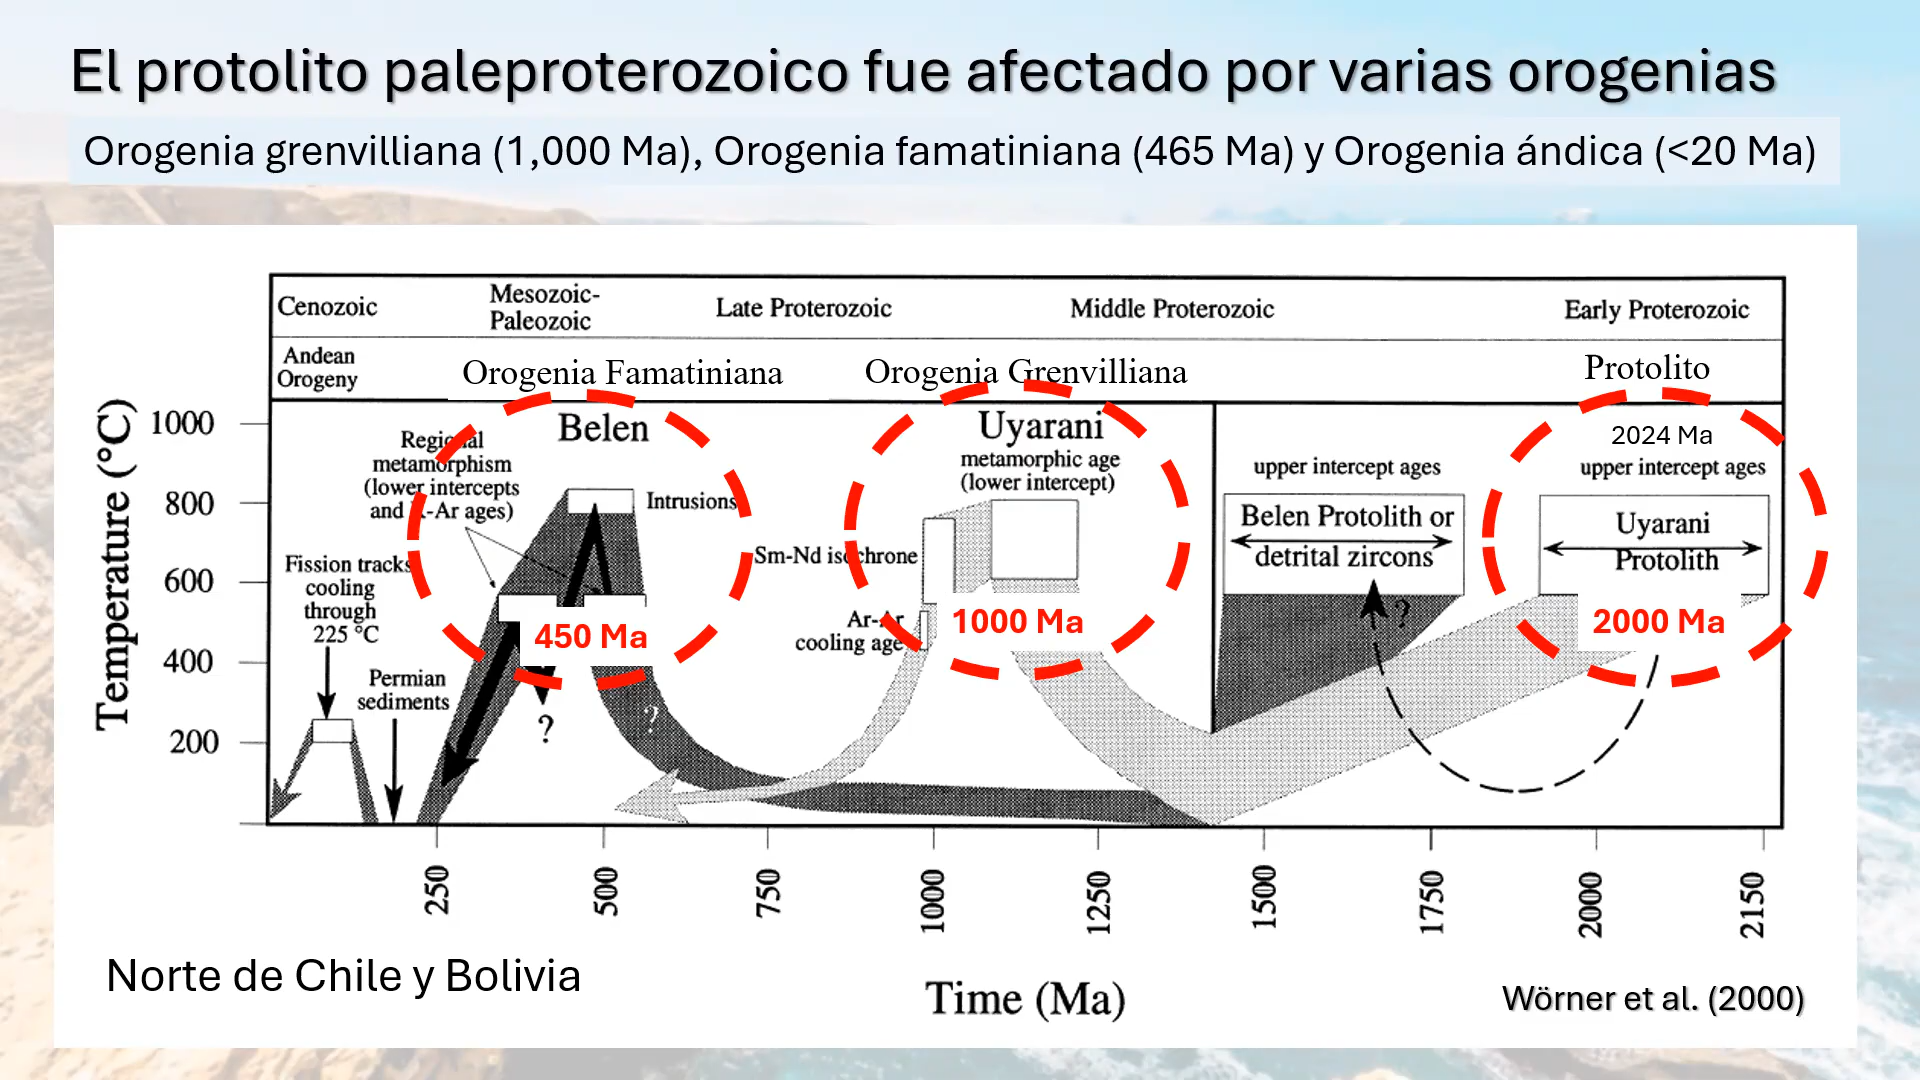 El protolito paleproterozoico fue afectado por varias orogenias
Orogenia grenvilliana (1,000 Ma), Orogenia famatiniana (465 Ma) y Orogenia ándica (<20 Ma)
Cenozoic
Mesozoic-
Paleozoic
Late Proterozoic
Middle Proterozoic
Early Proterozoic
Andean
Orogeny
Orogenia Famatiniana
Orogenia Grenvilliana
Protolito
Temperature (°C)
1000
800
600
400
200
Regional
metamorphism
(lower intercepts
and K-Ar ages)
Belen
Intrusions
Fission tracks
cooling
through
225 °C
Permian
sediments
450 Ma
?
?
Uyarani
metamorphic age
(lower intercept)
Sm-Nd isochrone
Ar-Ar
cooling age
1000 Ma
upper intercept ages
Belen Protolith or
detrital zircons
?
2024 Ma
upper intercept ages
Uyarani
Protolith
2000 Ma
250
500
750
1000
1250
1500
1750
2000
2150
Time (Ma)
Norte de Chile y Bolivia
Wörner et al. (2000)